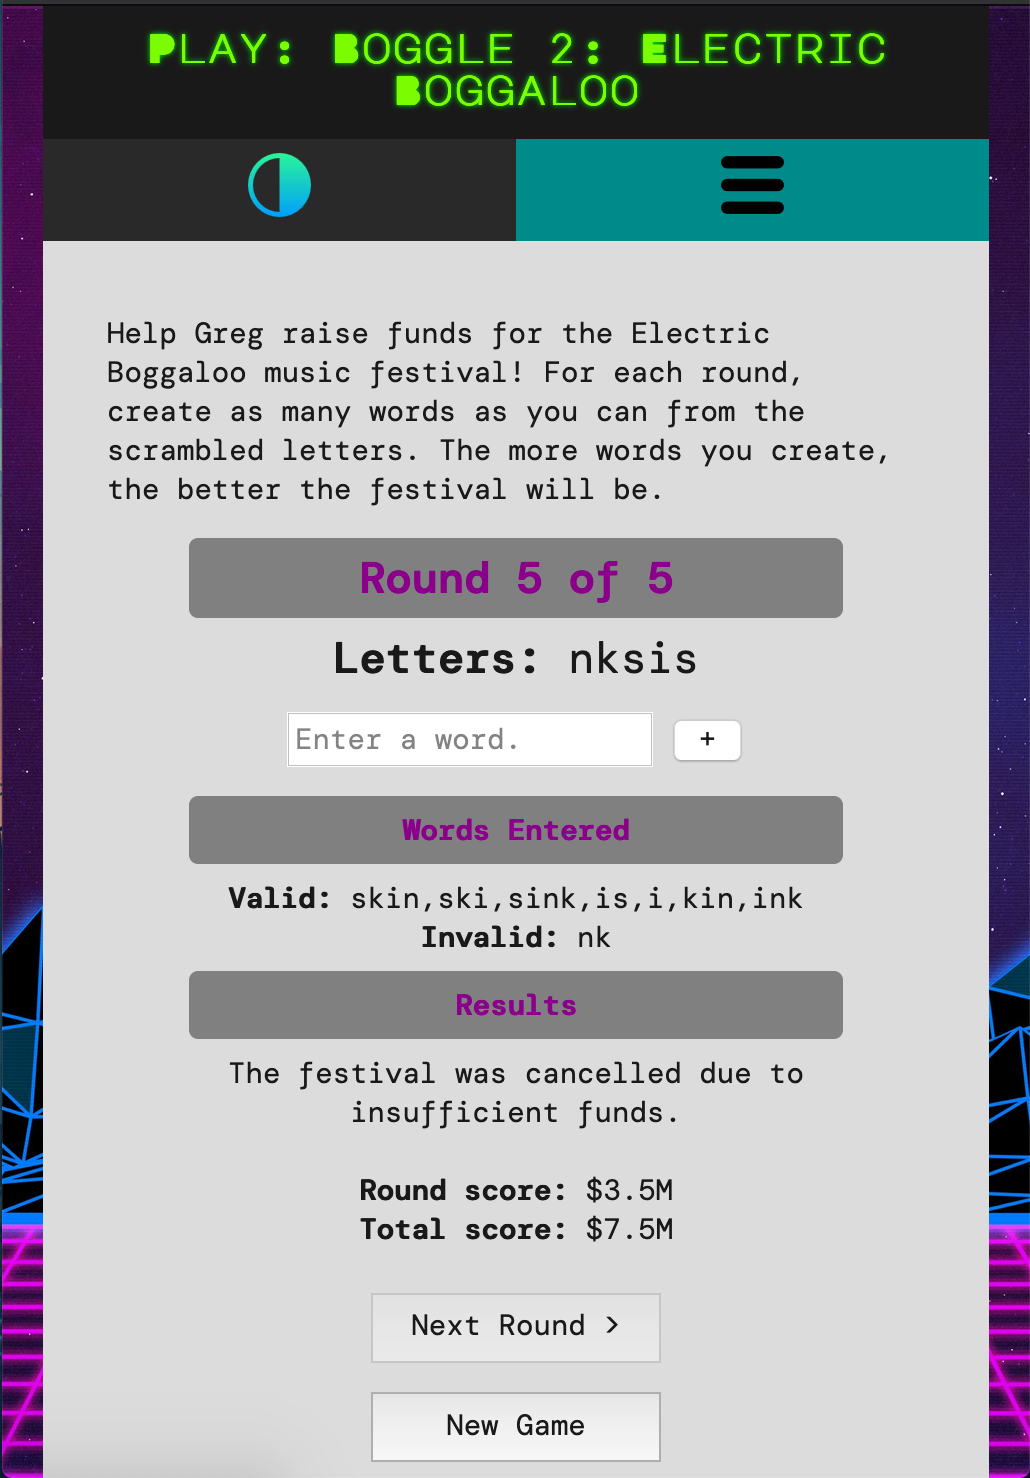 Play: Boggle 2: Electric
Boggaloo
Help Greg raise funds for the Electric
Boggaloo music festival! For each round,
create as many words as you can from the
scrambled letters. The more words you create,
the better the festival will be.
Round 5 of 5
Letters: nksis
Enter a word. +
Words Entered
Valid: skin,ski,sink,is,i,kin,ink
Invalid: nk
Results
The festival was cancelled due to
insufficient funds.
Round score: $3.5M
Total score: $7.5M
Next Round >
New Game